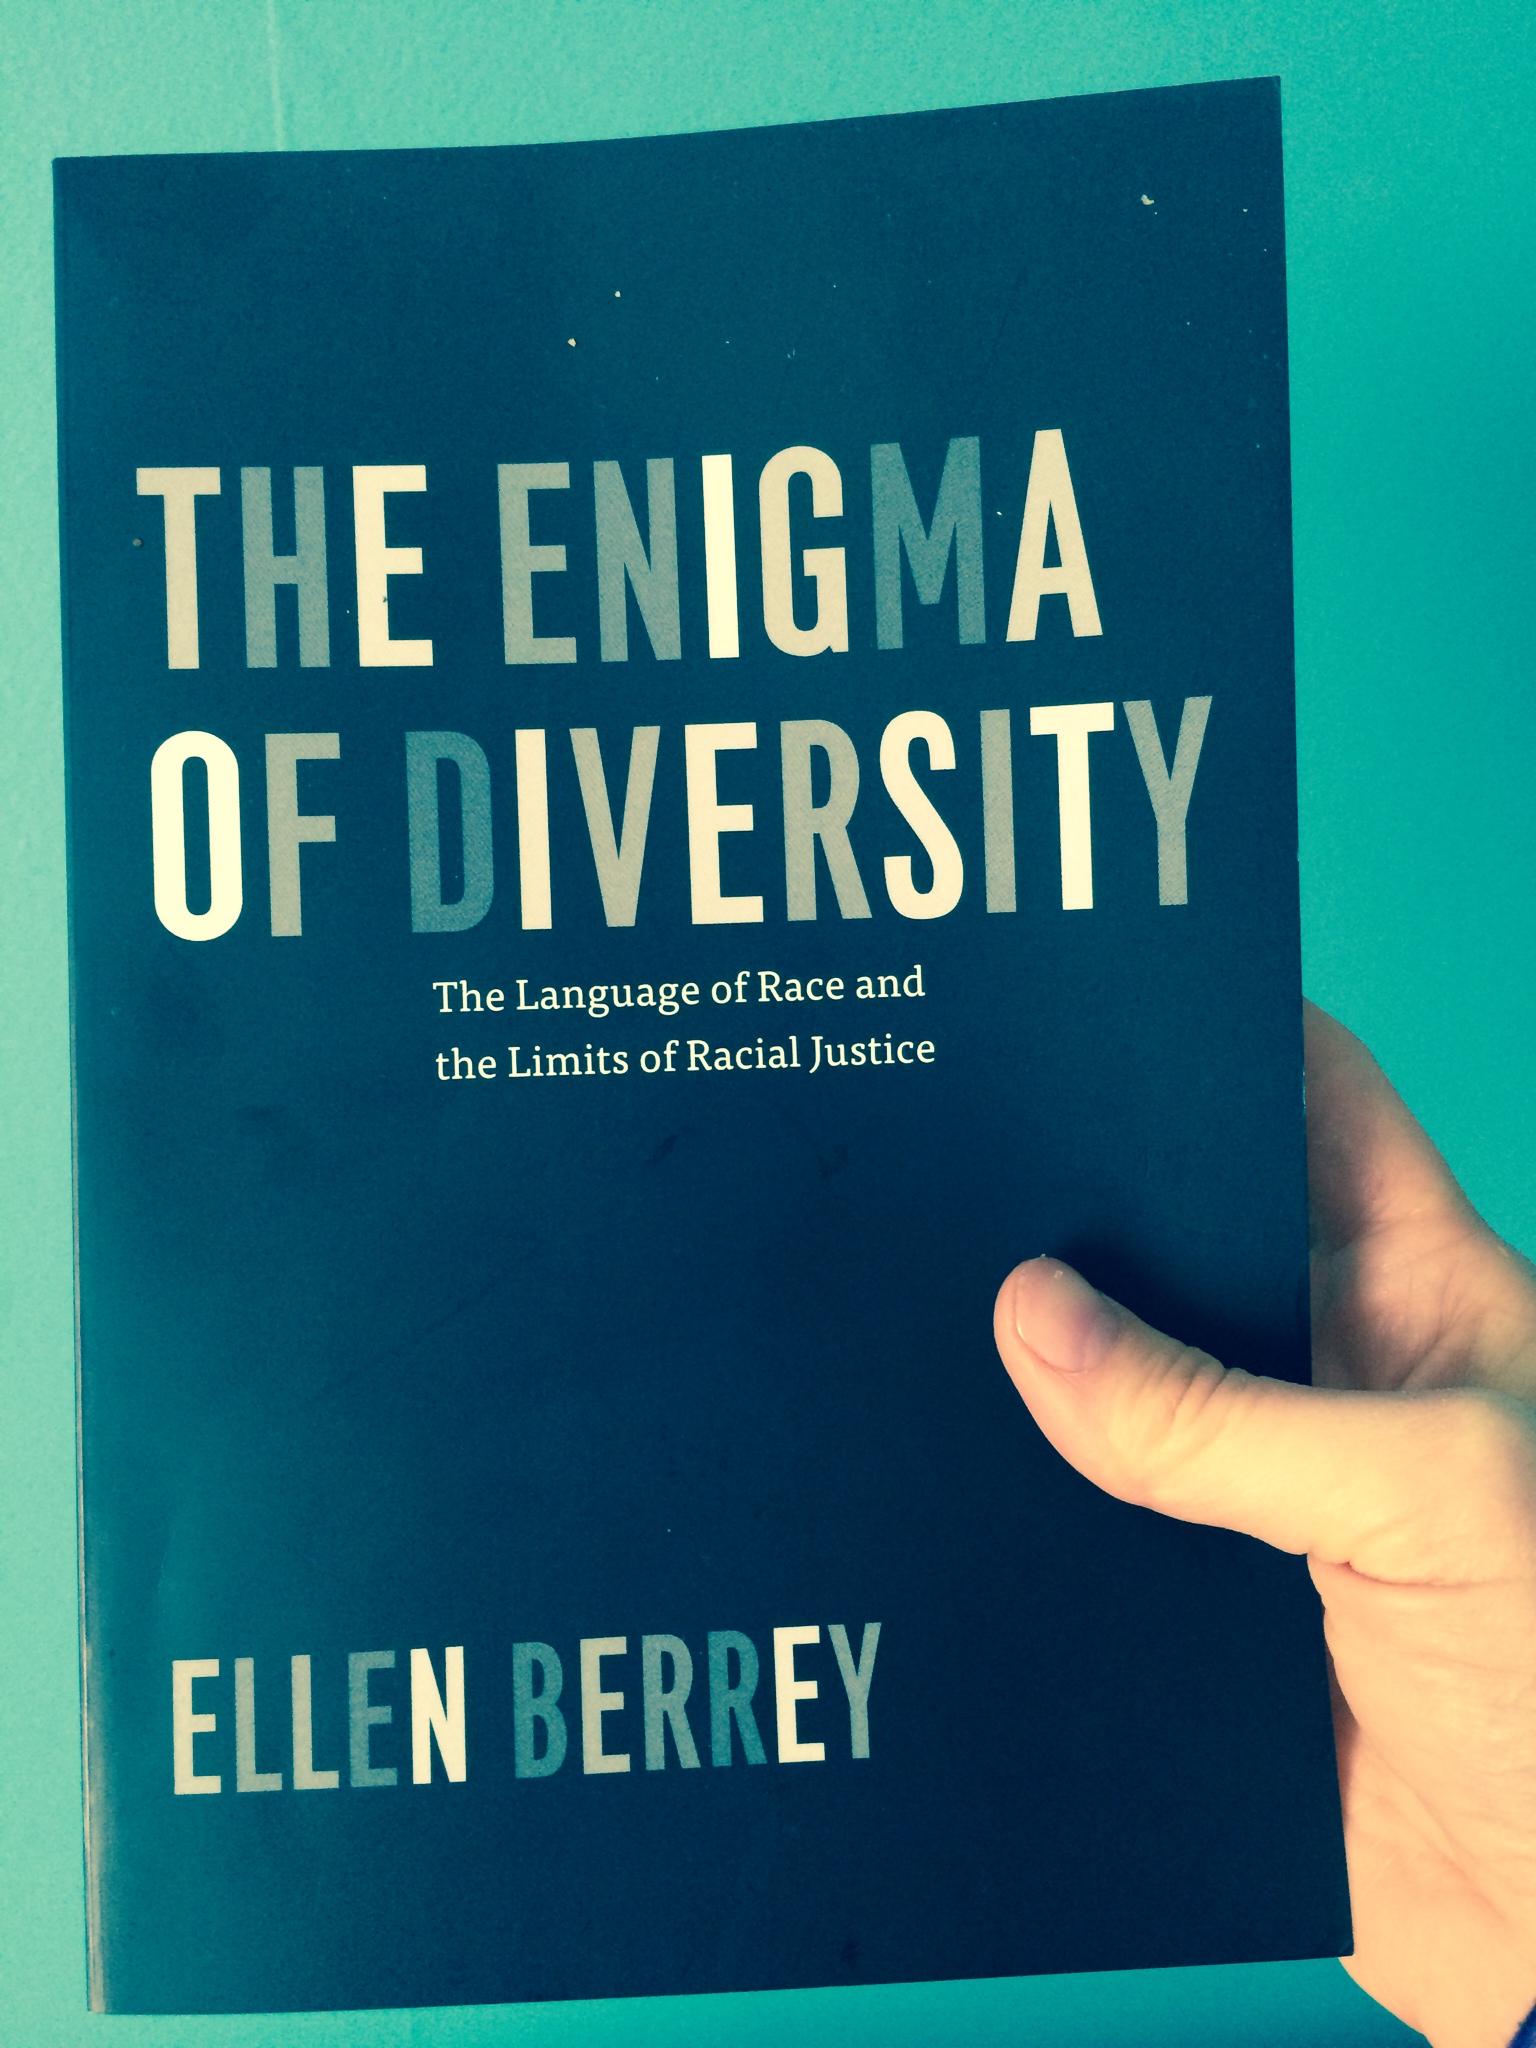 THE ENIGMA
OF DIVERSITY
The Language of Race and
the Limits of Racial Justice
ELLEN BERREY